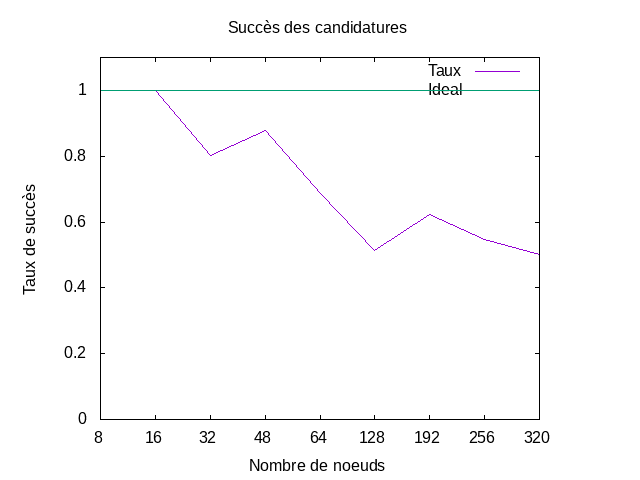 Succès des candidatures
Taux
Ideal
1
0.8
0.6
0.4
0.2
0
Taux de succès
8 16 32 48 64 128 192 256 320
Nombre de noeuds